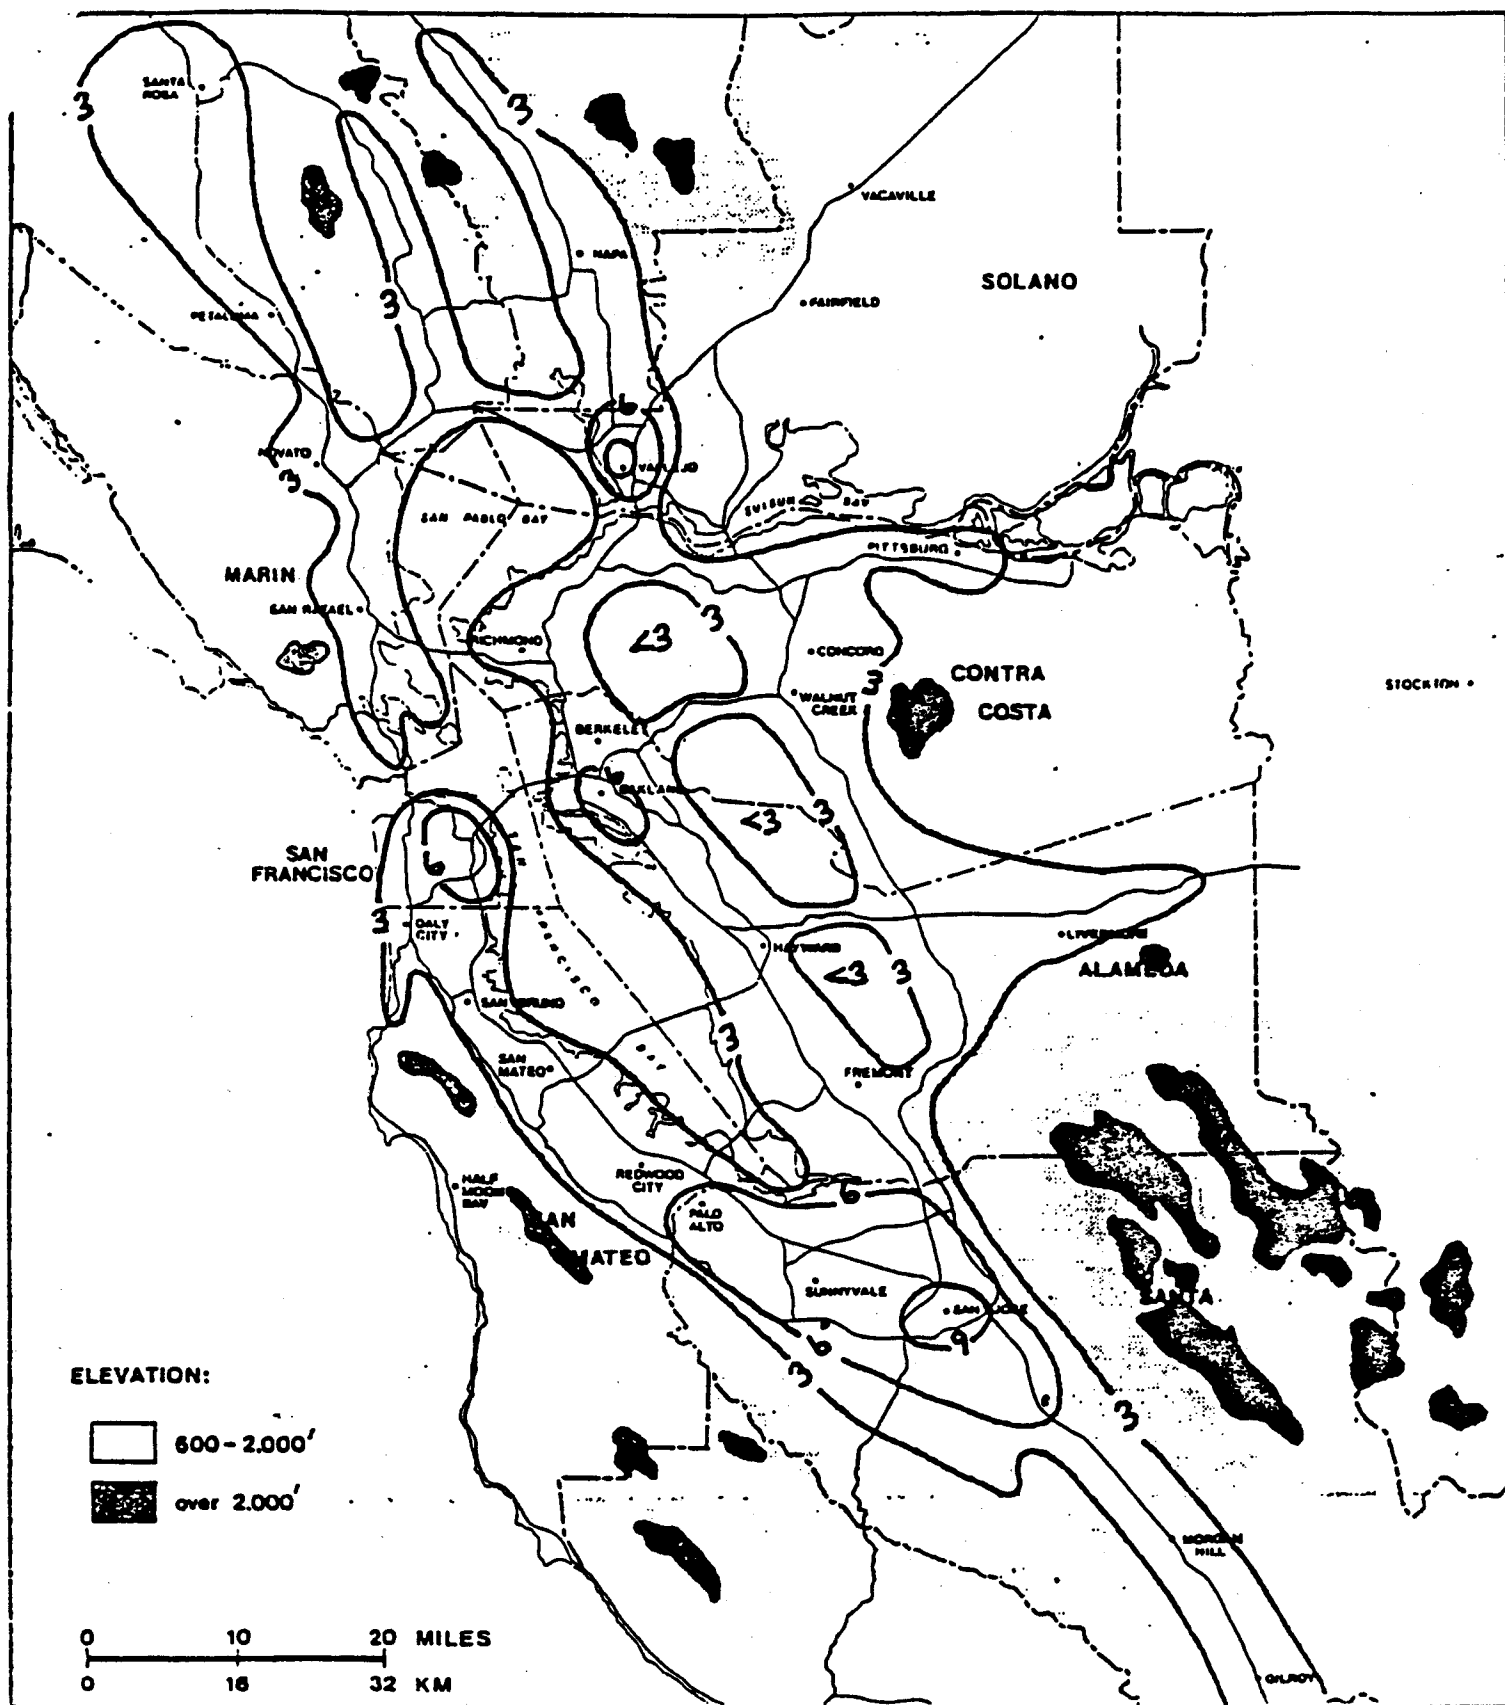 SANTA
ROSA
3
3
VACAVILLE
NAPA
SOLANO
FAIRFIELD
3
PETALUMA
6
NOVATO
VALLEJO
3
SAN PABLO BAY
SUISUN BAY
PITTSBURG
MARIN
SAN RAFAEL
RICHMOND
<3
3
CONCORD
3
CONTRA
COSTA
WALNUT
CREEK
STOCKTON
BERKELEY
6
OAKLAND
<3
3
SAN
FRANCISCO
6
3
DALY
CITY
FRANCISCO
HAYWARD
LIVERMORE
<3
3
ALAMEDA
SAN BRUNO
3
BAY
SAN
MATEO
FREMONT
REDWOOD
CITY
HALF
MOON
BAY
6
PALO
ALTO
SAN
MATEO
SUNNYVALE
SAN JOSE
SANTA
6
9
3
3
ELEVATION:
600-2.000'
over 2.000'
MORGAN
HILL
GILROY
0 10 20 MILES
0 16 32 KM